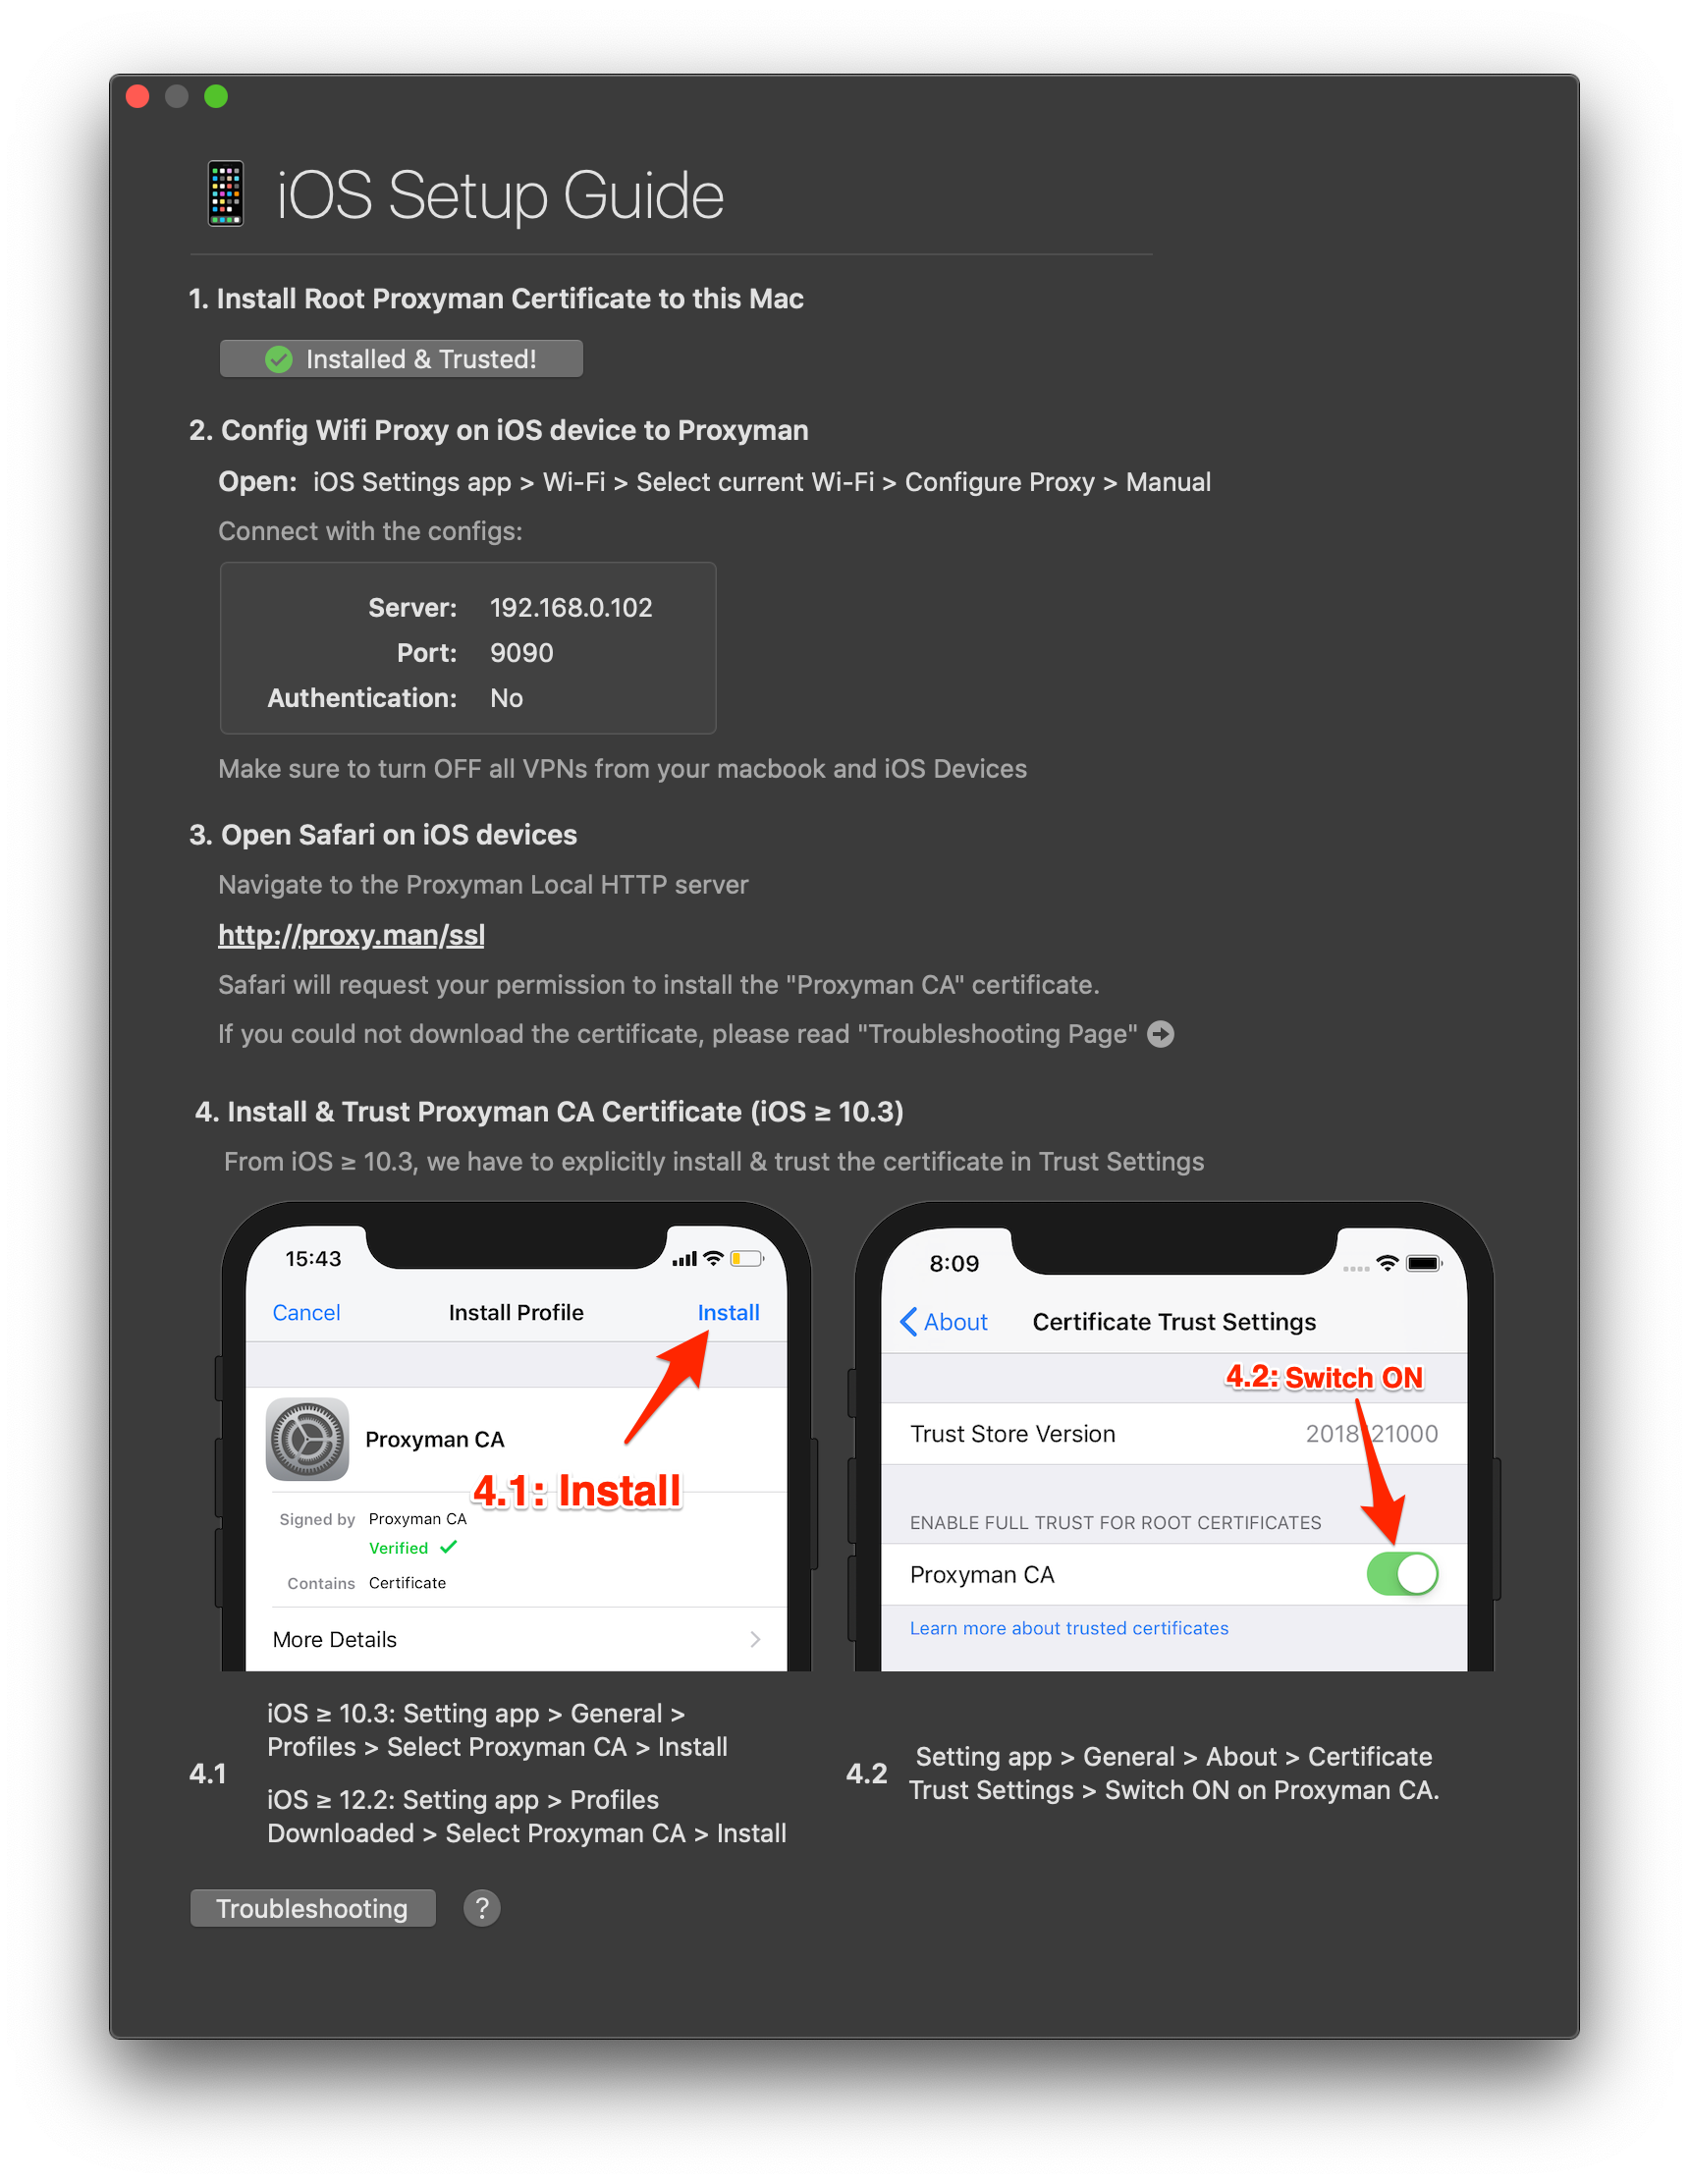 iOS Setup Guide
1. Install Root Proxyman Certificate to this Mac
Installed & Trusted!
2. Config Wifi Proxy on iOS device to Proxyman
Open: iOS Settings app > Wi-Fi > Select current Wi-Fi > Configure Proxy > Manual
Connect with the configs:
Server: 192.168.0.102
Port: 9090
Authentication: No
Make sure to turn OFF all VPNs from your macbook and iOS Devices
3. Open Safari on iOS devices
Navigate to the Proxyman Local HTTP server
http://proxy.man/ssl
Safari will request your permission to install the "Proxyman CA" certificate.
If you could not download the certificate, please read "Troubleshooting Page"
4. Install & Trust Proxyman CA Certificate (iOS ≥ 10.3)
From iOS ≥ 10.3, we have to explicitly install & trust the certificate in Trust Settings
15:43
Cancel Install Profile Install
Proxyman CA
4.1: Install
Signed by Proxyman CA
Verified
Contains Certificate
More Details
8:09
About Certificate Trust Settings
4.2: Switch ON
Trust Store Version
ENABLE FULL TRUST FOR ROOT CERTIFICATES
Proxyman CA
Learn more about trusted certificates
4.1
iOS ≥ 10.3: Setting app > General >
Profiles > Select Proxyman CA > Install
iOS ≥ 12.2: Setting app > Profiles
Downloaded > Select Proxyman CA > Install
4.2
Setting app > General > About > Certificate
Trust Settings > Switch ON on Proxyman CA.
Troubleshooting ?